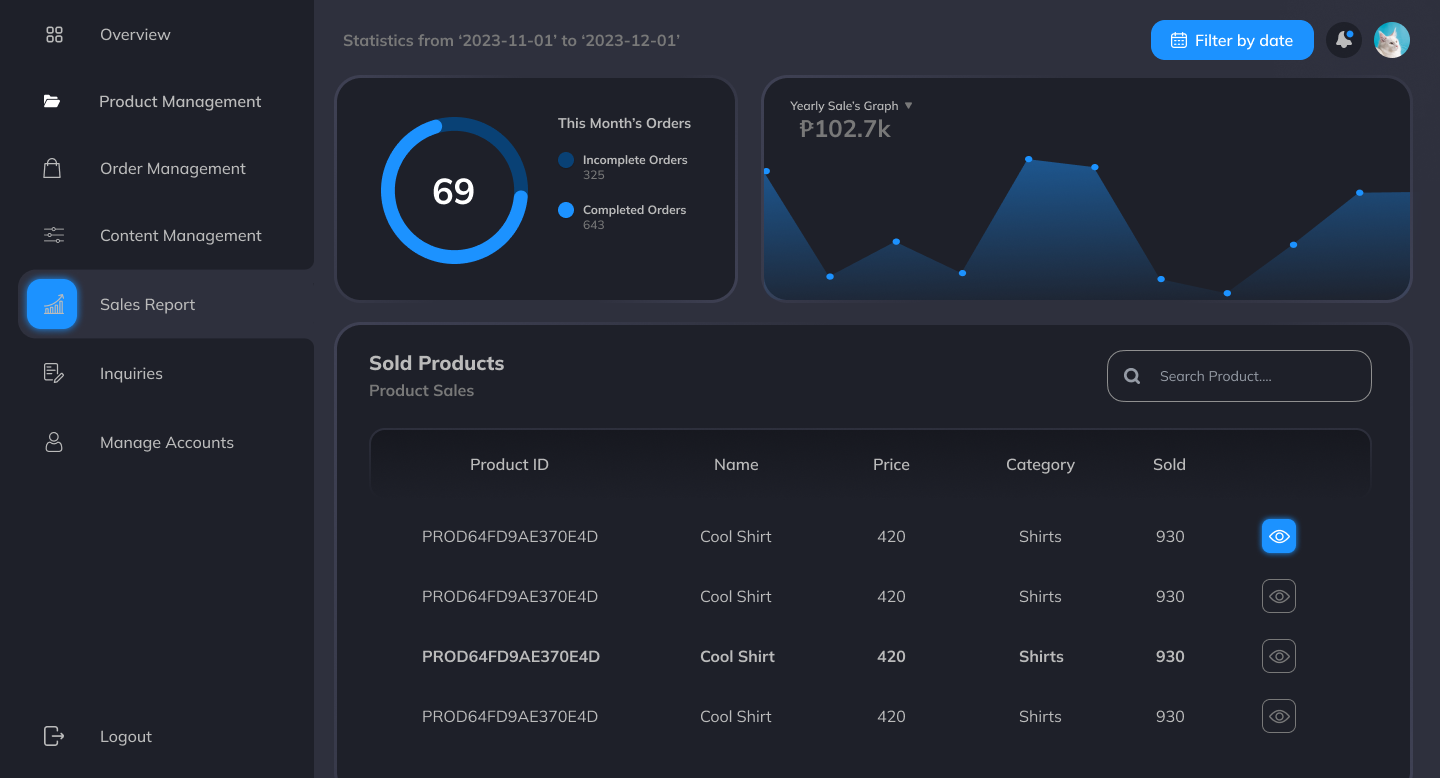 Overview
Product Management
Order Management
Content Management
Sales Report
Inquiries
Manage Accounts
Logout
Statistics from ‘2023-11-01’ to ‘2023-12-01’
Filter by date
69
This Month’s Orders
Incomplete Orders
325
Completed Orders
643
Yearly Sale’s Graph ▼
₱102.7k
Sold Products
Product Sales
Search Product....
Product ID Name Price Category Sold
PROD64FD9AE370E4D Cool Shirt 420 Shirts 930
PROD64FD9AE370E4D Cool Shirt 420 Shirts 930
PROD64FD9AE370E4D Cool Shirt 420 Shirts 930
PROD64FD9AE370E4D Cool Shirt 420 Shirts 930